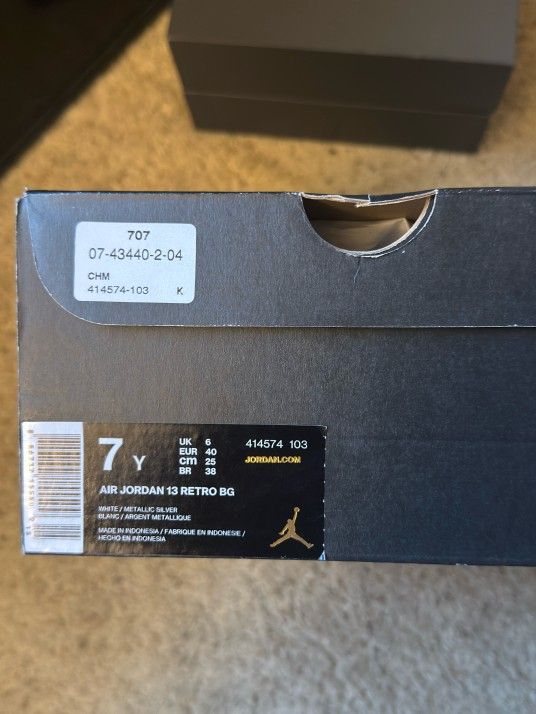 707
07-43440-2-04
CHM
414574-103 K
7 Y
UK 6
EUR 40
cm 25
BR 38
414574 103
JORDAN.COM
AIR JORDAN 13 RETRO BG
WHITE / METALLIC SILVER
BLANC / ARGENT METALLIQUE
MADE IN INDONESIA / FABRIQUE EN INDONESIE /
HECHO EN INDONESIA